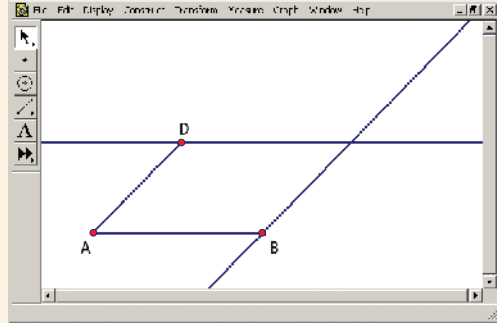 File Edit Display Construct Transform Measure Graph Window Help
A
D
A
B